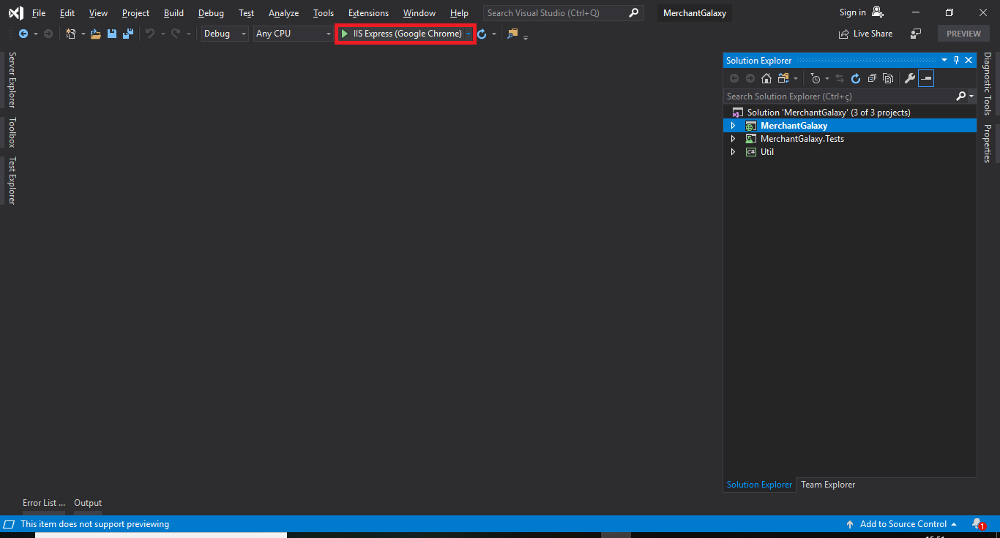 File Edit View Project Build Debug Test Analyze Tools Extensions Window Help Search Visual Studio (Ctrl+Q) MerchantGalaxy Sign in
Debug Any CPU IIS Express (Google Chrome) Live Share PREVIEW
Server Explorer
Toolbox
Test Explorer
Solution Explorer
Search Solution Explorer (Ctrl+ç)
Solution 'MerchantGalaxy' (3 of 3 projects)
MerchantGalaxy
MerchantGalaxy.Tests
C# Util
Solution Explorer Team Explorer
Diagnostic Tools
Properties
Error List ... Output
This item does not support previewing Add to Source Control 1